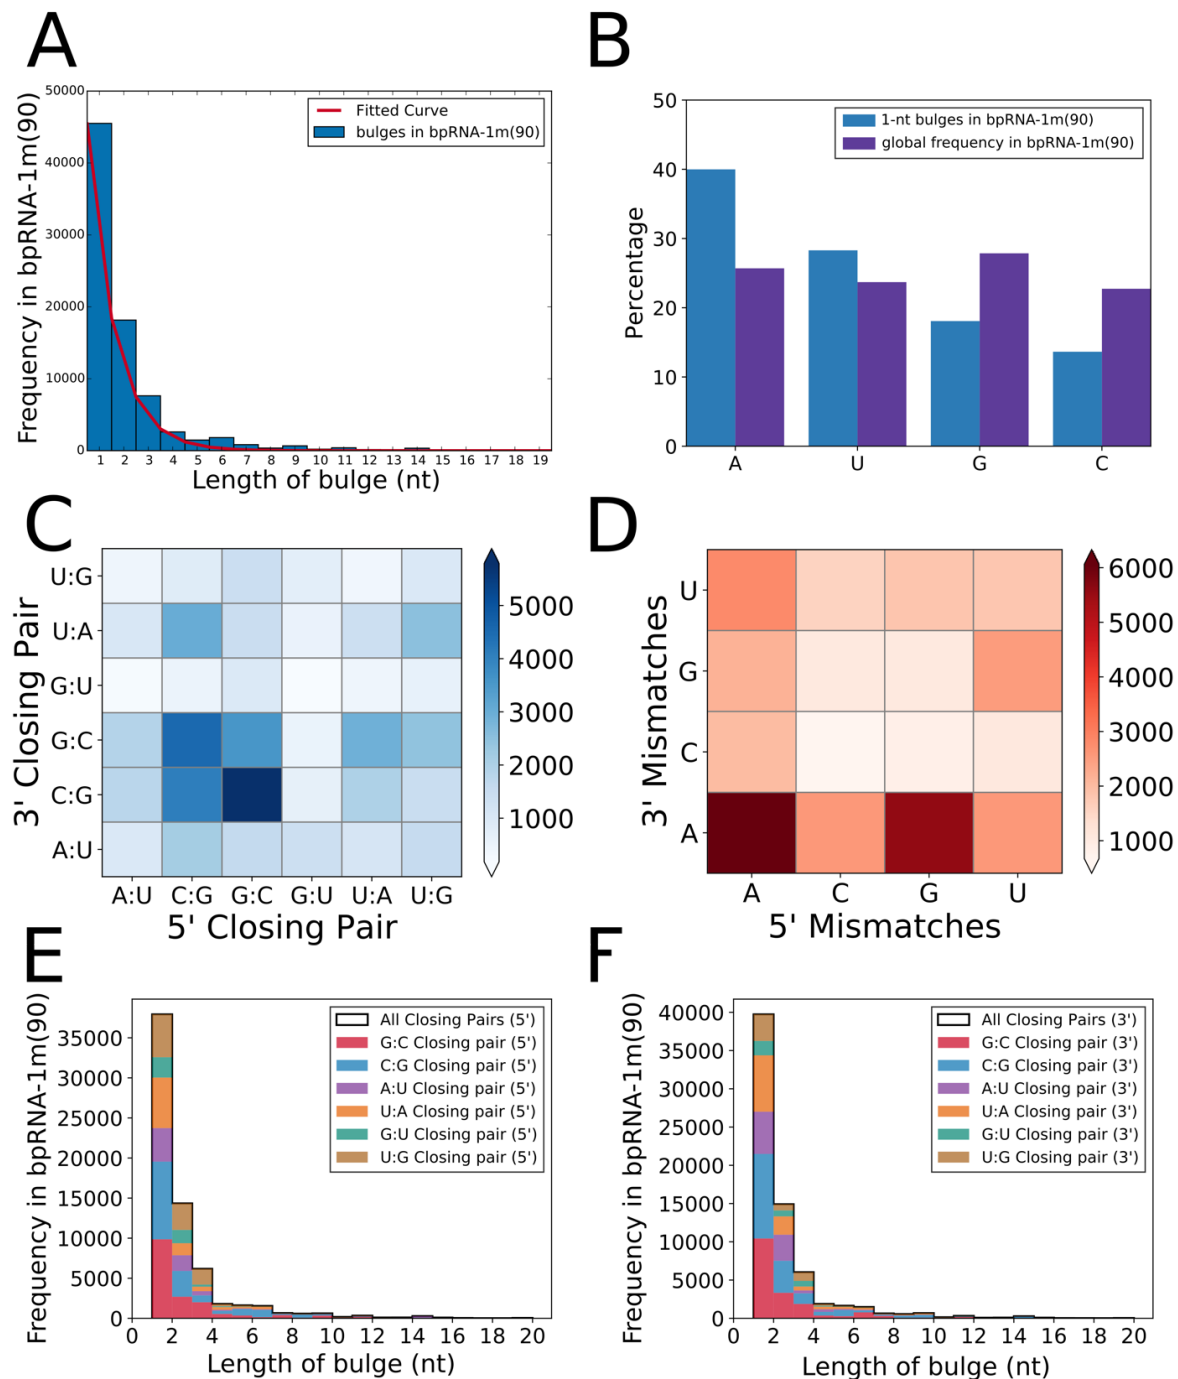 A
50000
40000
30000
20000
10000
0
Frequency in bpRNA-1m(90)
Fitted Curve
bulges in bpRNA-1m(90)
1 2 3 4 5 6 7 8 9 10 11 12 13 14 15 16 17 18 19
Length of bulge (nt)
B
50
40
30
20
10
0
Percentage
1-nt bulges in bpRNA-1m(90)
global frequency in bpRNA-1m(90)
A U G C
C
3' Closing Pair
U:G
U:A
G:U
G:C
C:G
A:U
A:U C:G G:C G:U U:A U:G
5' Closing Pair
5000
4000
3000
2000
1000
D
3' Mismatches
U
G
C
A
A C G U
5' Mismatches
6000
5000
4000
3000
2000
1000
E
Frequency in bpRNA-1m(90)
35000
30000
25000
20000
15000
10000
5000
0
All Closing Pairs (5')
G:C Closing pair (5')
C:G Closing pair (5')
A:U Closing pair (5')
U:A Closing pair (5')
G:U Closing pair (5')
U:G Closing pair (5')
0 2 4 6 8 10 12 14 16 18 20
Length of bulge (nt)
F
Frequency in bpRNA-1m(90)
40000
35000
30000
25000
20000
15000
10000
5000
0
All Closing Pairs (3')
G:C Closing pair (3')
C:G Closing pair (3')
A:U Closing pair (3')
U:A Closing pair (3')
G:U Closing pair (3')
U:G Closing pair (3')
0 2 4 6 8 10 12 14 16 18 20
Length of bulge (nt)